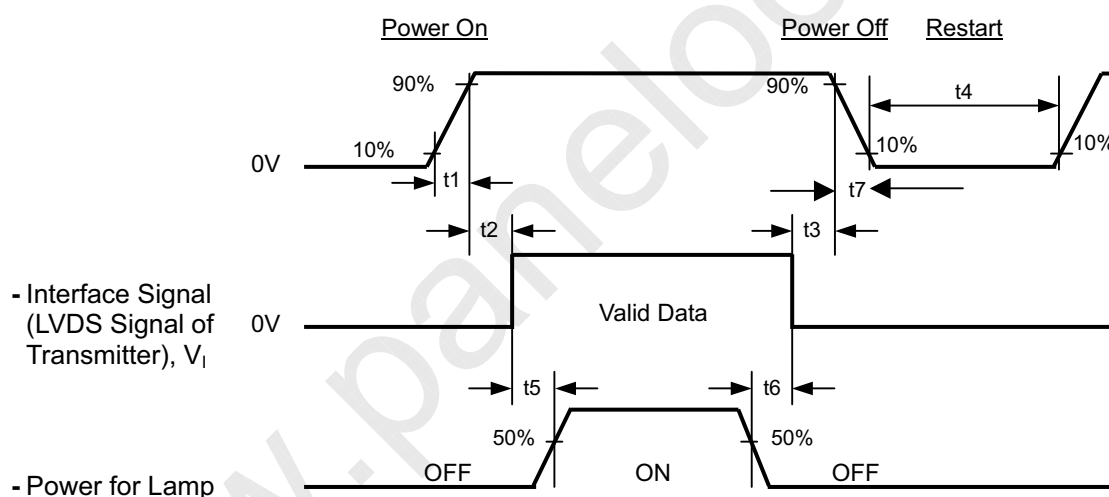 Power On Power Off Restart
90% 90% t4
10% 10% 10%
0V
t1 t7
t2 t3
- Interface Signal
(LVDS Signal of
Transmitter), VI
0V
Valid Data
t5 t6
50% 50%
OFF ON OFF
- Power for Lamp